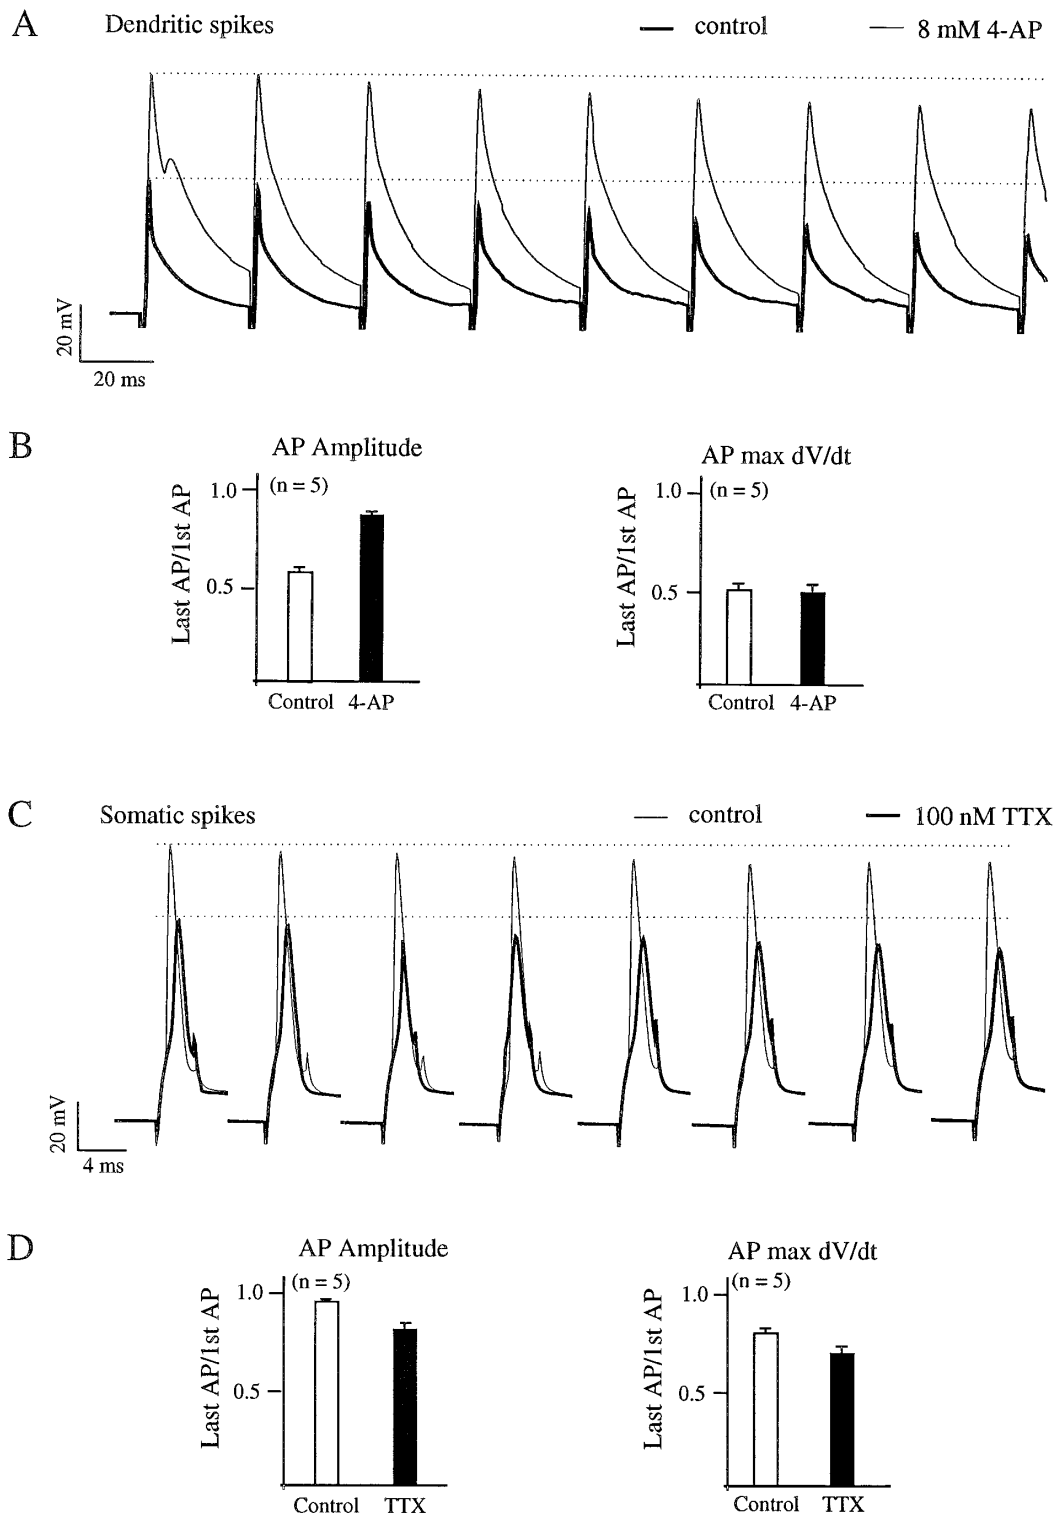 A
Dendritic spikes
control
8 mM 4-AP
20 mV
20 ms
B
AP Amplitude
(n = 5)
Last AP/1st AP
1.0
0.5
Control 4-AP
AP max dV/dt
(n = 5)
Last AP/1st AP
1.0
0.5
Control 4-AP
C
Somatic spikes
control
100 nM TTX
20 mV
4 ms
D
AP Amplitude
(n = 5)
Last AP/1st AP
1.0
0.5
Control TTX
AP max dV/dt
(n = 5)
Last AP/1st AP
1.0
0.5
Control TTX